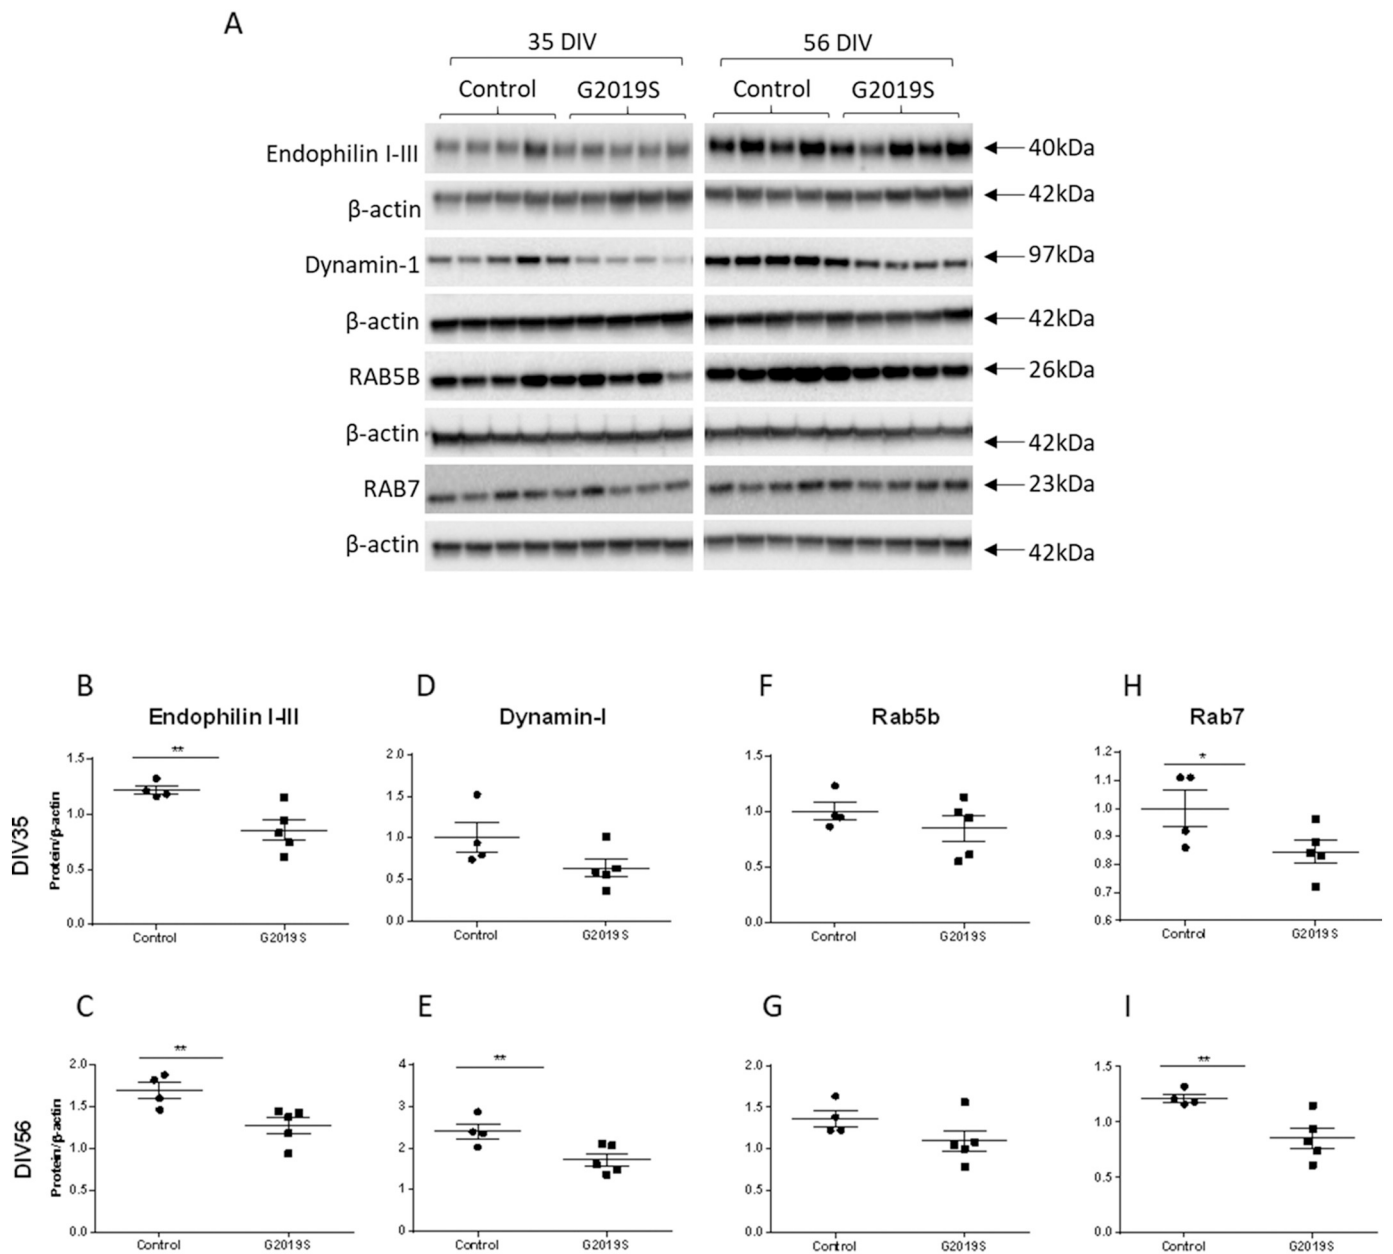 A
35 DIV
56 DIV
Control
G2019S
Control
G2019S
Endophilin I-III
40kDa
β-actin
42kDa
Dynamin-1
97kDa
β-actin
42kDa
RAB5B
26kDa
β-actin
42kDa
RAB7
23kDa
β-actin
42kDa
B
D
F
H
Endophilin I-III
Dynamin-I
Rab5b
Rab7
DIV35
Protein/β-actin
1.5
1.0
0.5
0.0
**
Control
G2019S
2.0
1.5
1.0
0.5
0.0
Control
G2019S
1.5
1.0
0.5
0.0
Control
G2019S
1.2
1.1
1.0
0.9
0.8
0.7
0.6
*
Control
G2019S
C
E
G
I
DIV56
Protein/β-actin
2.0
1.5
1.0
0.5
0.0
**
Control
G2019S
4
3
2
1
0
**
Control
G2019S
2.0
1.5
1.0
0.5
0.0
Control
G2019S
1.5
1.0
0.5
0.0
**
Control
G2019S